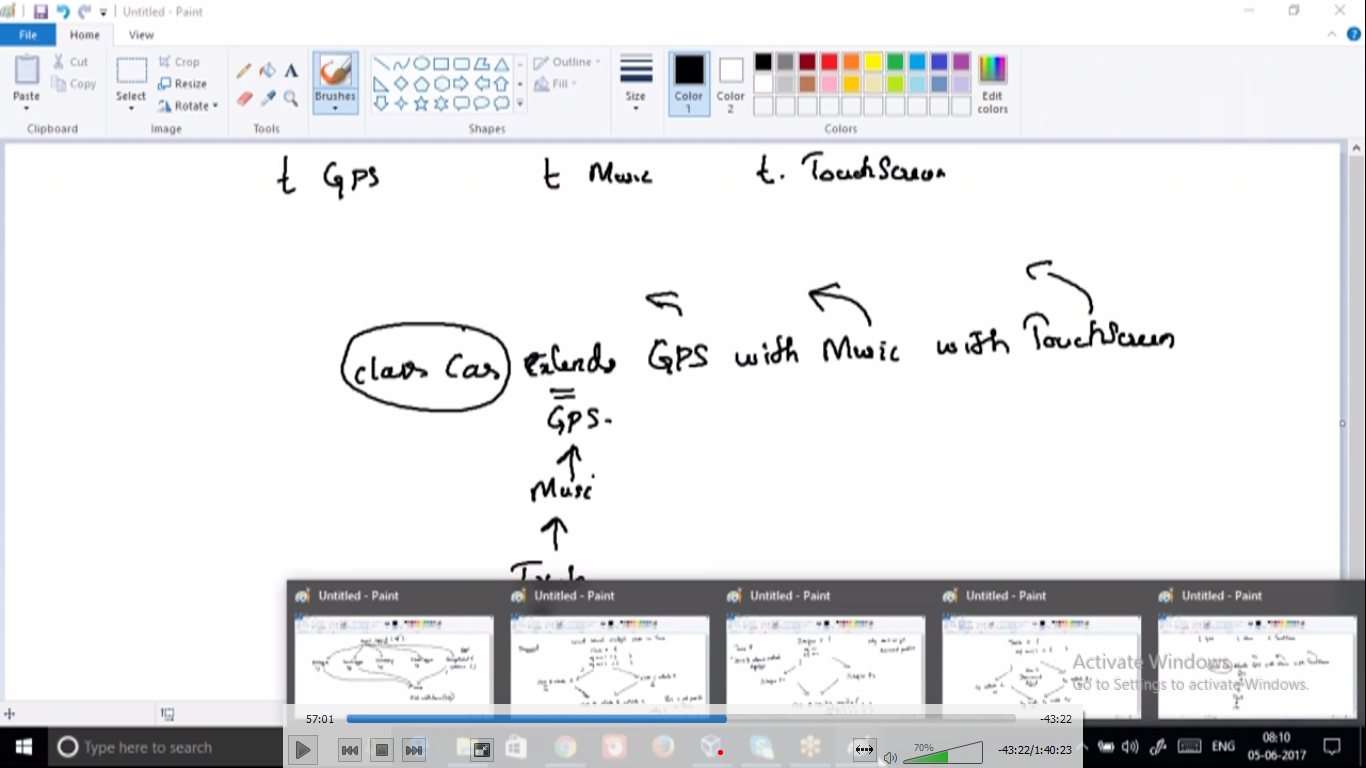 Untitled - Paint
File Home View
Cut
Copy
Paste
Clipboard
Crop
Resize
Rotate
Select
Image
Tools
Brushes
Outline
Fill
Shapes
Size
Color 1
Color 2
Edit colors
Colors
t GPS t Music t. TouchScreen
class Car extends GPS with Music with TouchScreen
GPS.
Music
Untitled - Paint Untitled - Paint Untitled - Paint Untitled - Paint Untitled - Paint
Activate Windows
Go to Settings to activate Windows.
57:01 -43:22
Type here to search
70%
-43:22/1:40:23
ENG
08:10
05-06-2017